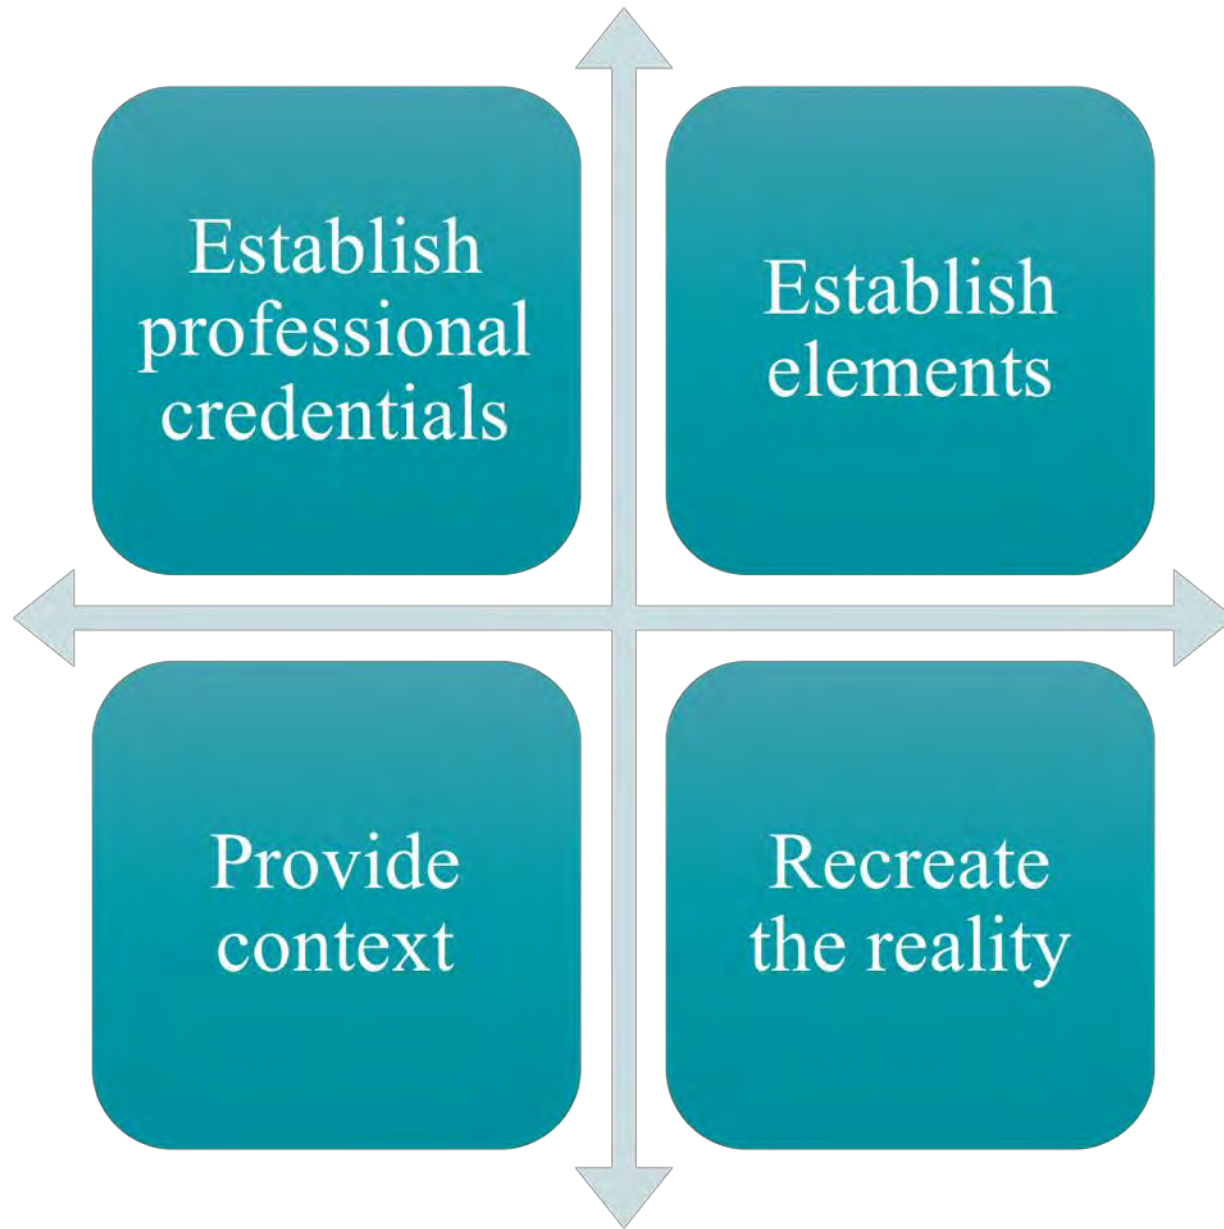 Establish
professional
credentials
Establish
elements
Provide
context
Recreate
the reality